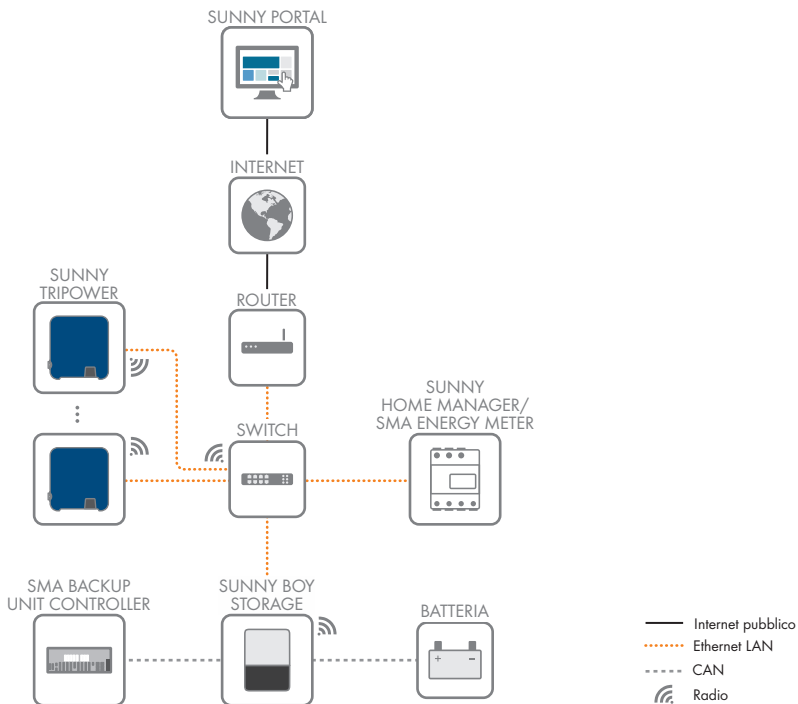 SUNNY PORTAL
INTERNET
SUNNY
TRIPOWER
ROUTER
SUNNY
HOME MANAGER/
SMA ENERGY METER
SWITCH
SMA BACKUP
UNIT CONTROLLER
SUNNY BOY
STORAGE
BATTERIA
+ −
Internet pubblico
Ethernet LAN
CAN
Radio